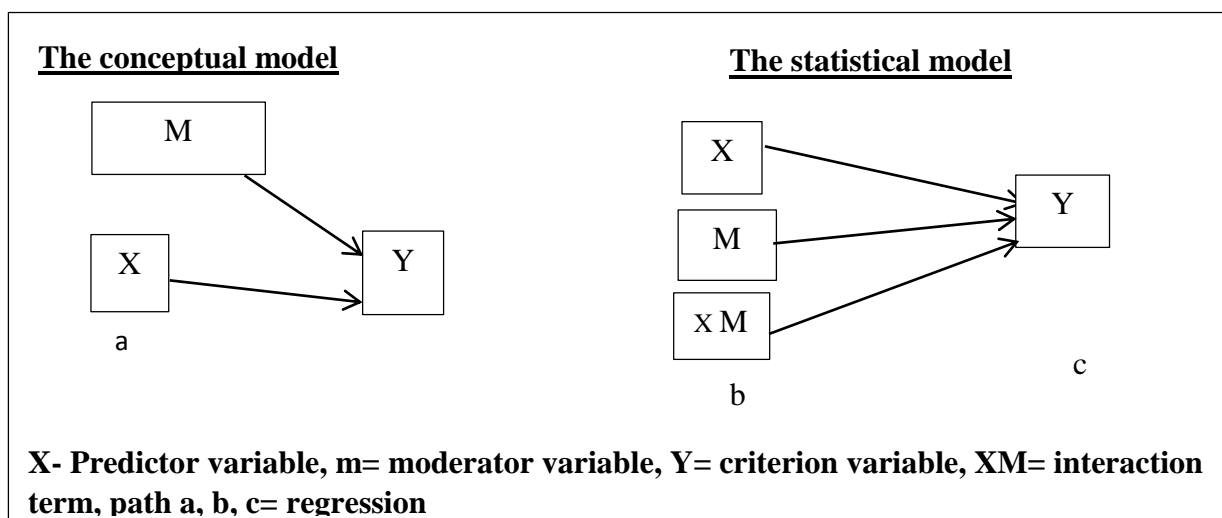 The conceptual model
The statistical model
M
X
Y
a
X
M
X M
Y
b
c
X- Predictor variable, m= moderator variable, Y= criterion variable, XM= interaction
term, path a, b, c= regression